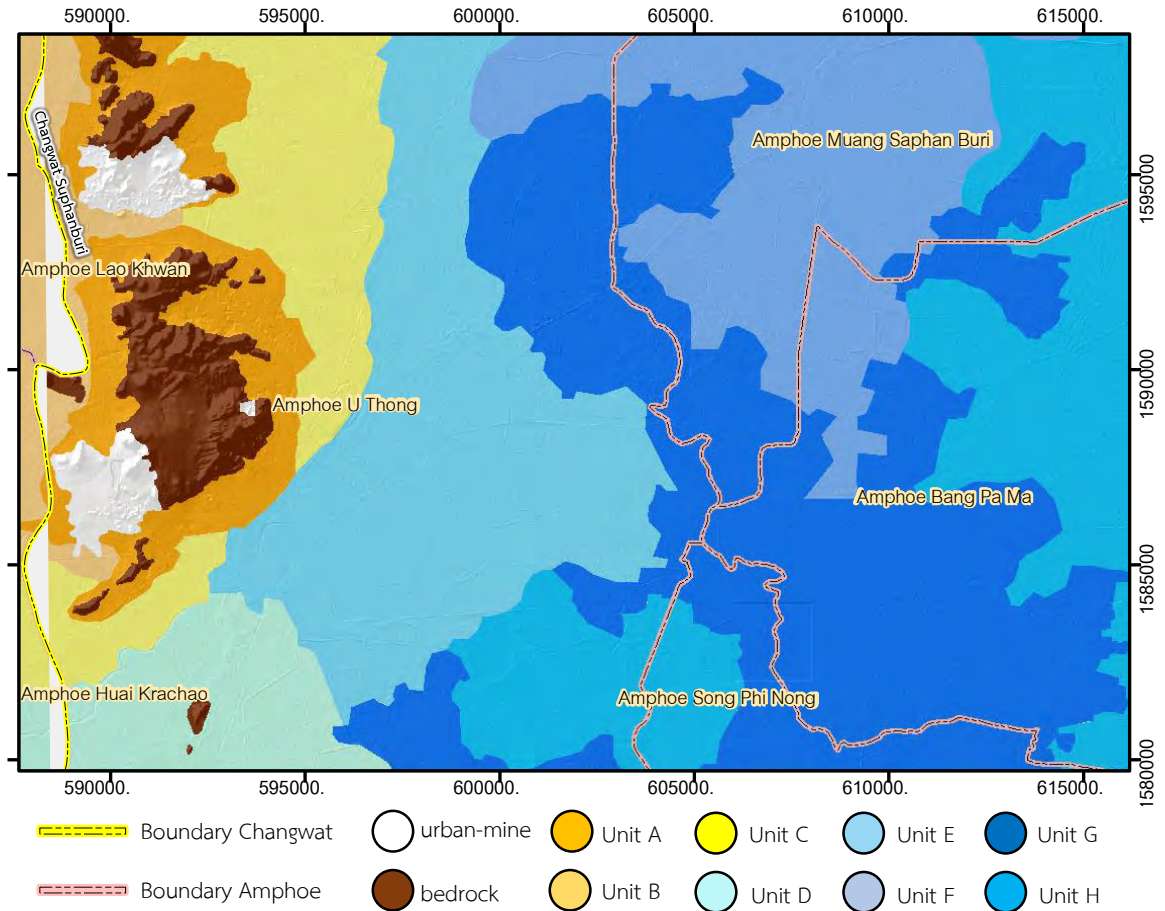 590000. 595000. 600000. 605000. 610000. 615000.
Changwat Suphanburi
Amphoe Muang Saphan Buri
1595000
Amphoe Lao Khwan
1590000
Amphoe U Thong
Amphoe Bang Pa Ma
1585000
Amphoe Huai Krachao
Amphoe Song Phi Nong
1580000
590000. 595000. 600000. 605000. 610000. 615000.
Boundary Changwat urban-mine Unit A Unit C Unit E Unit G
Boundary Amphoe bedrock Unit B Unit D Unit F Unit H